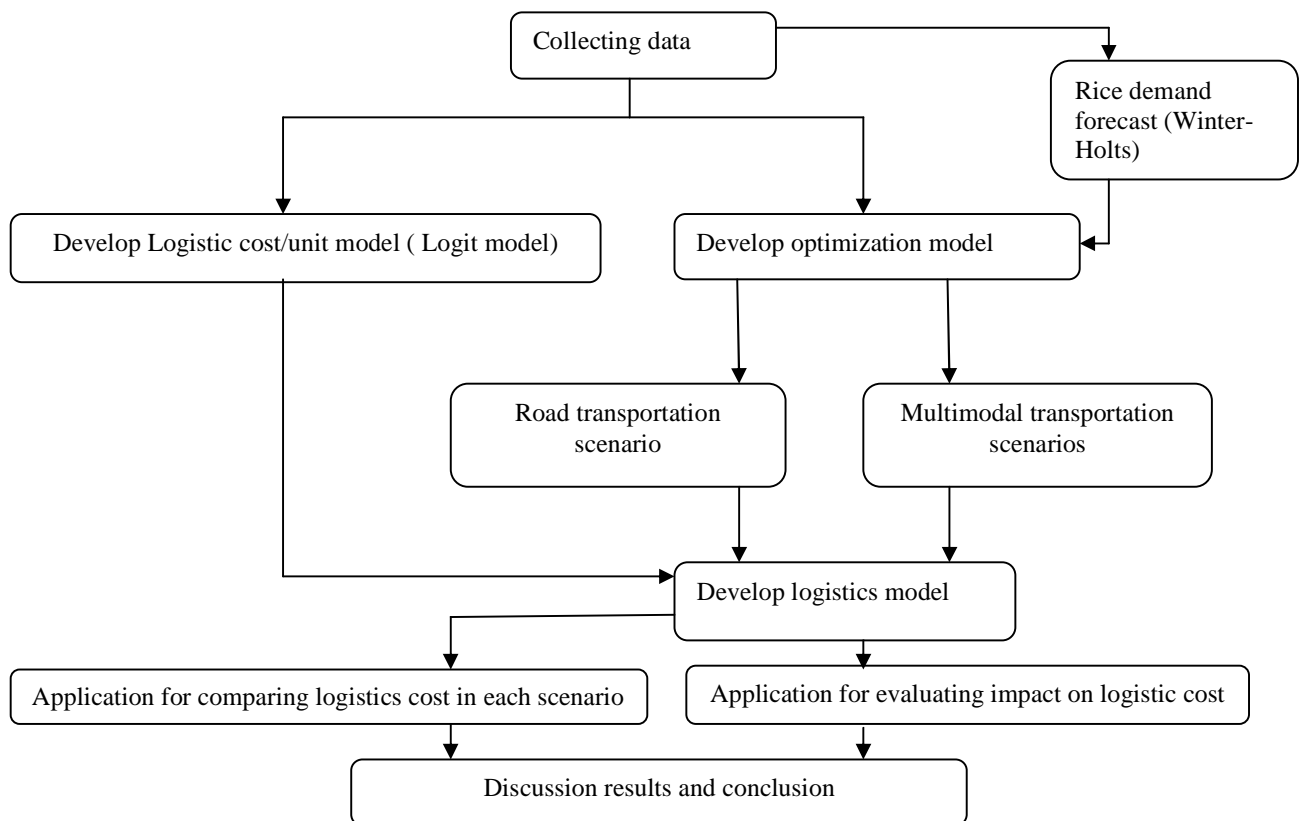 Collecting data
Rice demand
forecast (Winter-
Holts)
Develop Logistic cost/unit model ( Logit model)
Develop optimization model
Road transportation
scenario
Multimodal transportation
scenarios
Develop logistics model
Application for comparing logistics cost in each scenario
Application for evaluating impact on logistic cost
Discussion results and conclusion